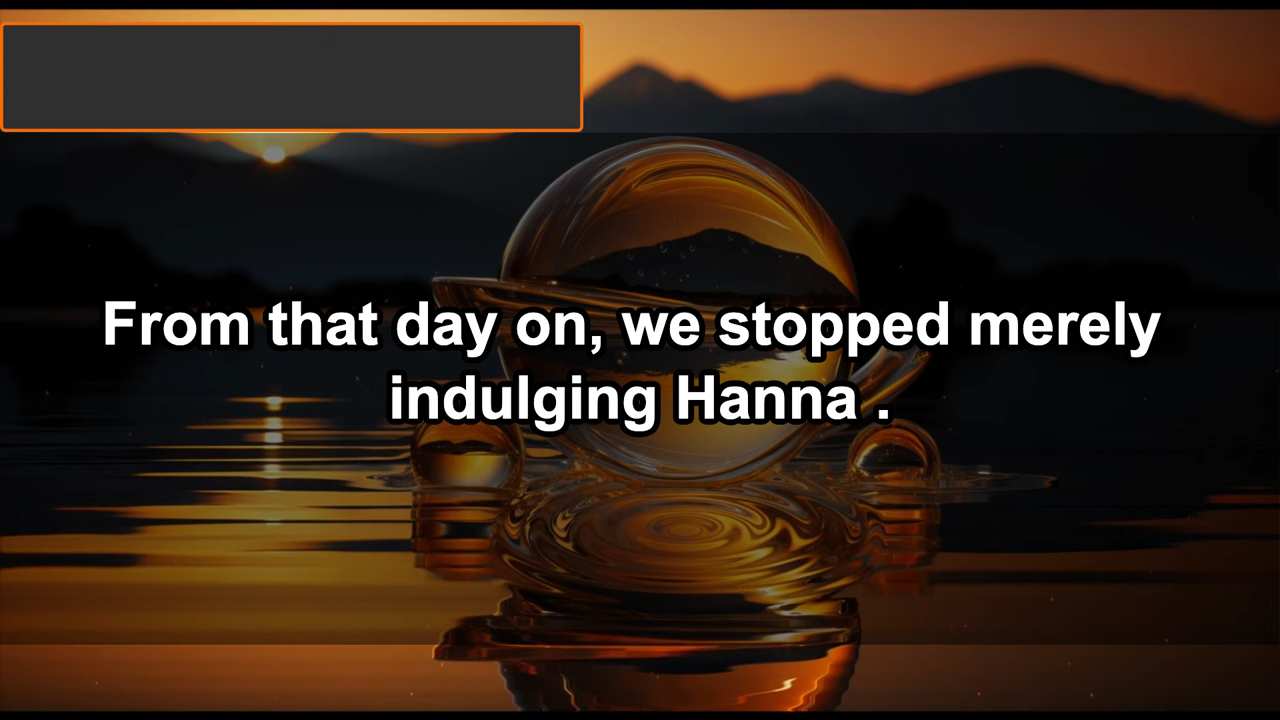 From that day on, we stopped merely
indulging Hanna .